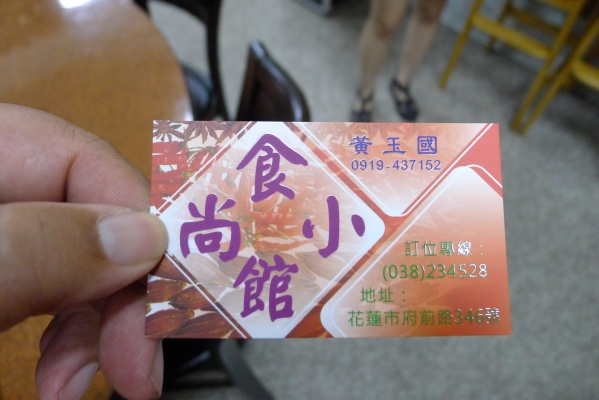 食尚小館
黃玉國
0919-437152
訂位專線：
(038)234528
地址：
花蓮市府前路346號